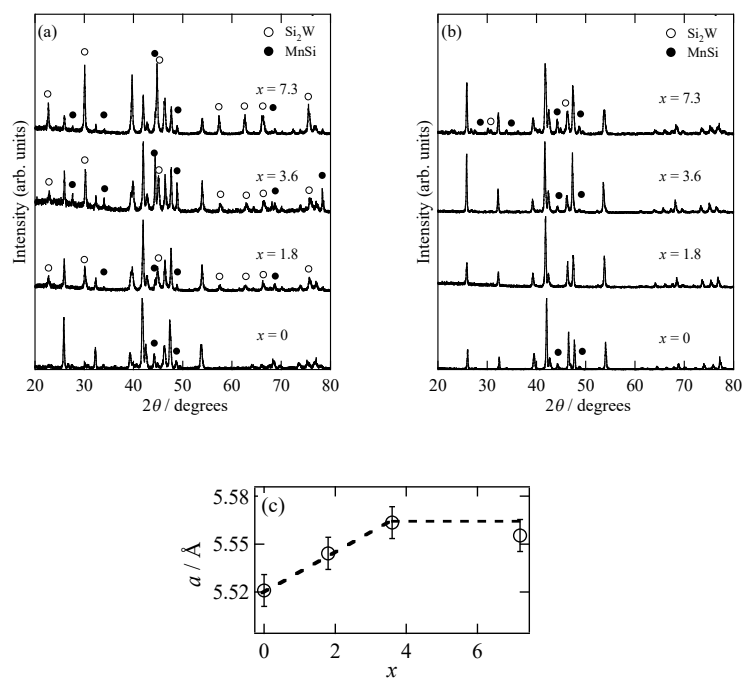 (a)
Si₂W
MnSi
x = 7.3
x = 3.6
x = 1.8
x = 0
Intensity (arb. units)
20 30 40 50 60 70 80
2θ / degrees
(b)
Si₂W
MnSi
x = 7.3
x = 3.6
x = 1.8
x = 0
Intensity (arb. units)
20 30 40 50 60 70 80
2θ / degrees
(c)
5.58
5.55
5.52
a / Å
0 2 4 6
x